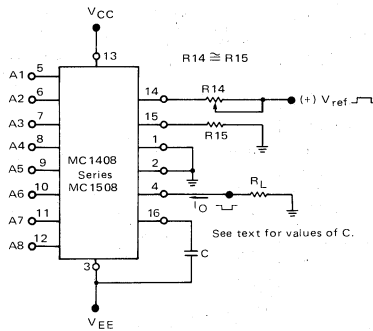 VCC
13
R14 ≅ R15
A1 5
A2 6
A3 7
A4 8
A5 9
A6 10
A7 11
A8 12
MC1408
Series
MC1508
14
R14
(+) Vref
15
R15
1
2
4
IO
RL
16
C
See text for values of C.
3
VEE